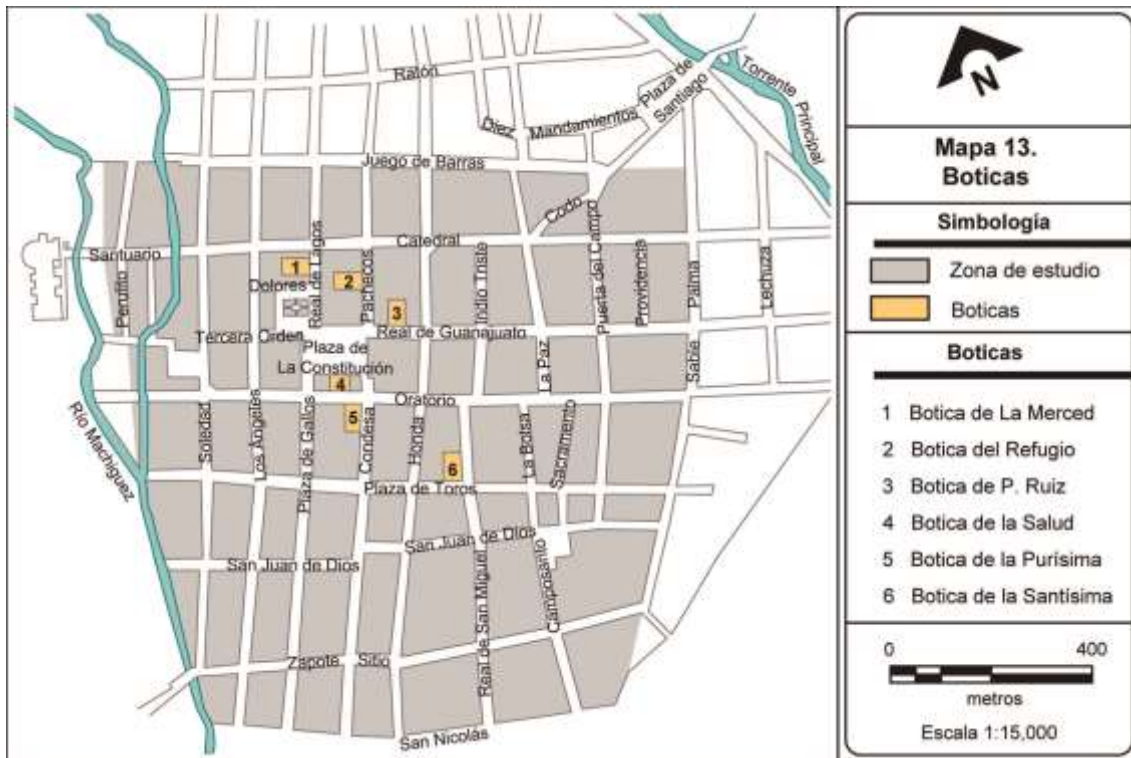 Ratón
Plaza de
Santiago
Torrente Principal
Diez Mandamientos
Juego de Barras
Codo
Catedral
Santuario
Perulito
Dolores
Real de Lagos
Pachecos
Indio Triste
Puerta del Campo
Providencia
Palma
Lechuza
Tercera Orden
Plaza de
La Constitución
Real de Guanajuato
La Paz
Sable
Oratorio
Río Machiguez
Soledad
Los Ángeles
Plaza de Gallos
Condesa
Honda
La Bolsa
Sacramento
Plaza de Toros
San Juan de Dios
San Juan de Dios
Real de San Miguel
Camposanto
Zapote
Sitio
San Nicolás
1
2
3
4
5
6
N
Mapa 13.
Boticas
Simbología
Zona de estudio
Boticas
Boticas
1 Botica de La Merced
2 Botica del Refugio
3 Botica de P. Ruiz
4 Botica de la Salud
5 Botica de la Purísima
6 Botica de la Santísima
0 400
metros
Escala 1:15,000